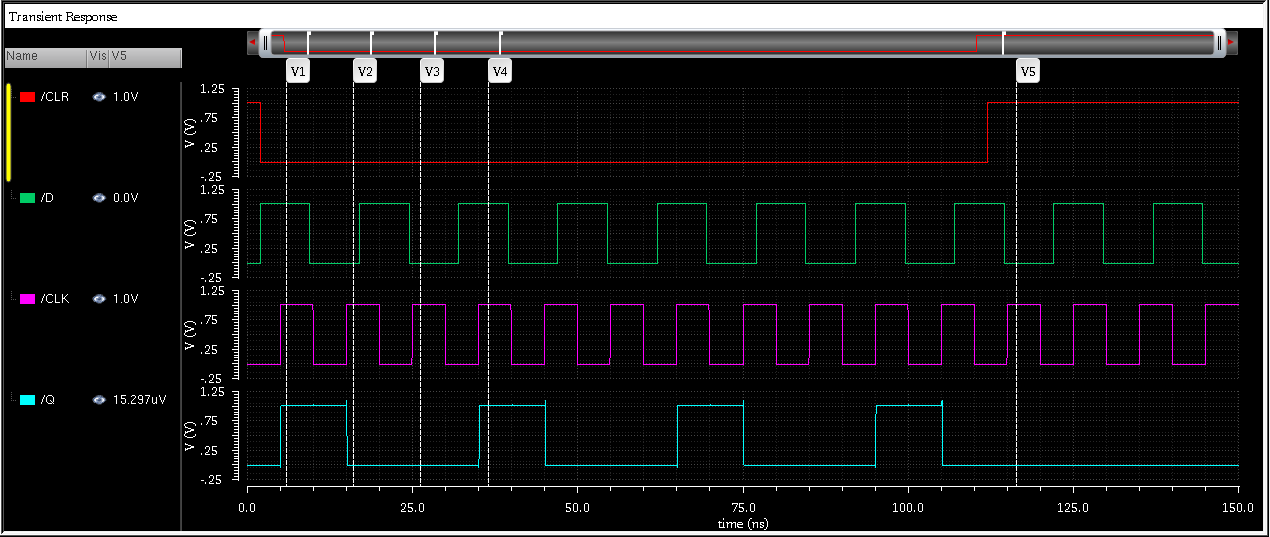 Transient Response
Name Vis V5
V1 V2 V3 V4 V5
/CLR 1.0V
V (V) 1.25 .75 .25 -.25
/D 0.0V
V (V) 1.25 .75 .25 -.25
/CLK 1.0V
V (V) 1.25 .75 .25 -.25
/Q 15.297uV
V (V) 1.25 .75 .25 -.25
0.0 25.0 50.0 75.0 100.0 125.0 150.0
time (ns)